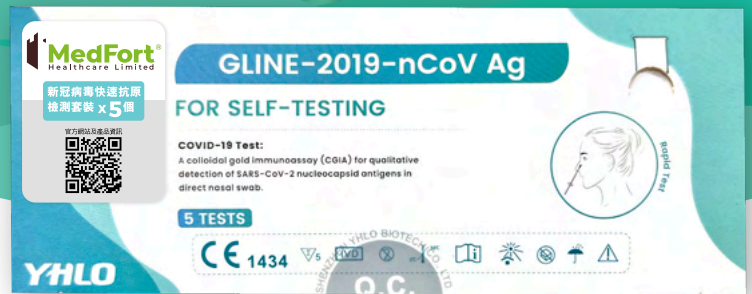 MedFort®
Healthcare Limited
新冠病毒快速抗原
檢測套裝 x 5個
官方網站及產品資訊
GLINE-2019-nCoV Ag
FOR SELF-TESTING
COVID-19 Test:
A colloidal gold immunoassay (CGIA) for qualitative
detection of SARS-CoV-2 nucleocapsid antigens in
direct nasal swab.
Rapid Test
5 TESTS
CE 1434
5
IVD
YHLO BIOTECH CO., LTD
Q.C.
YHLO